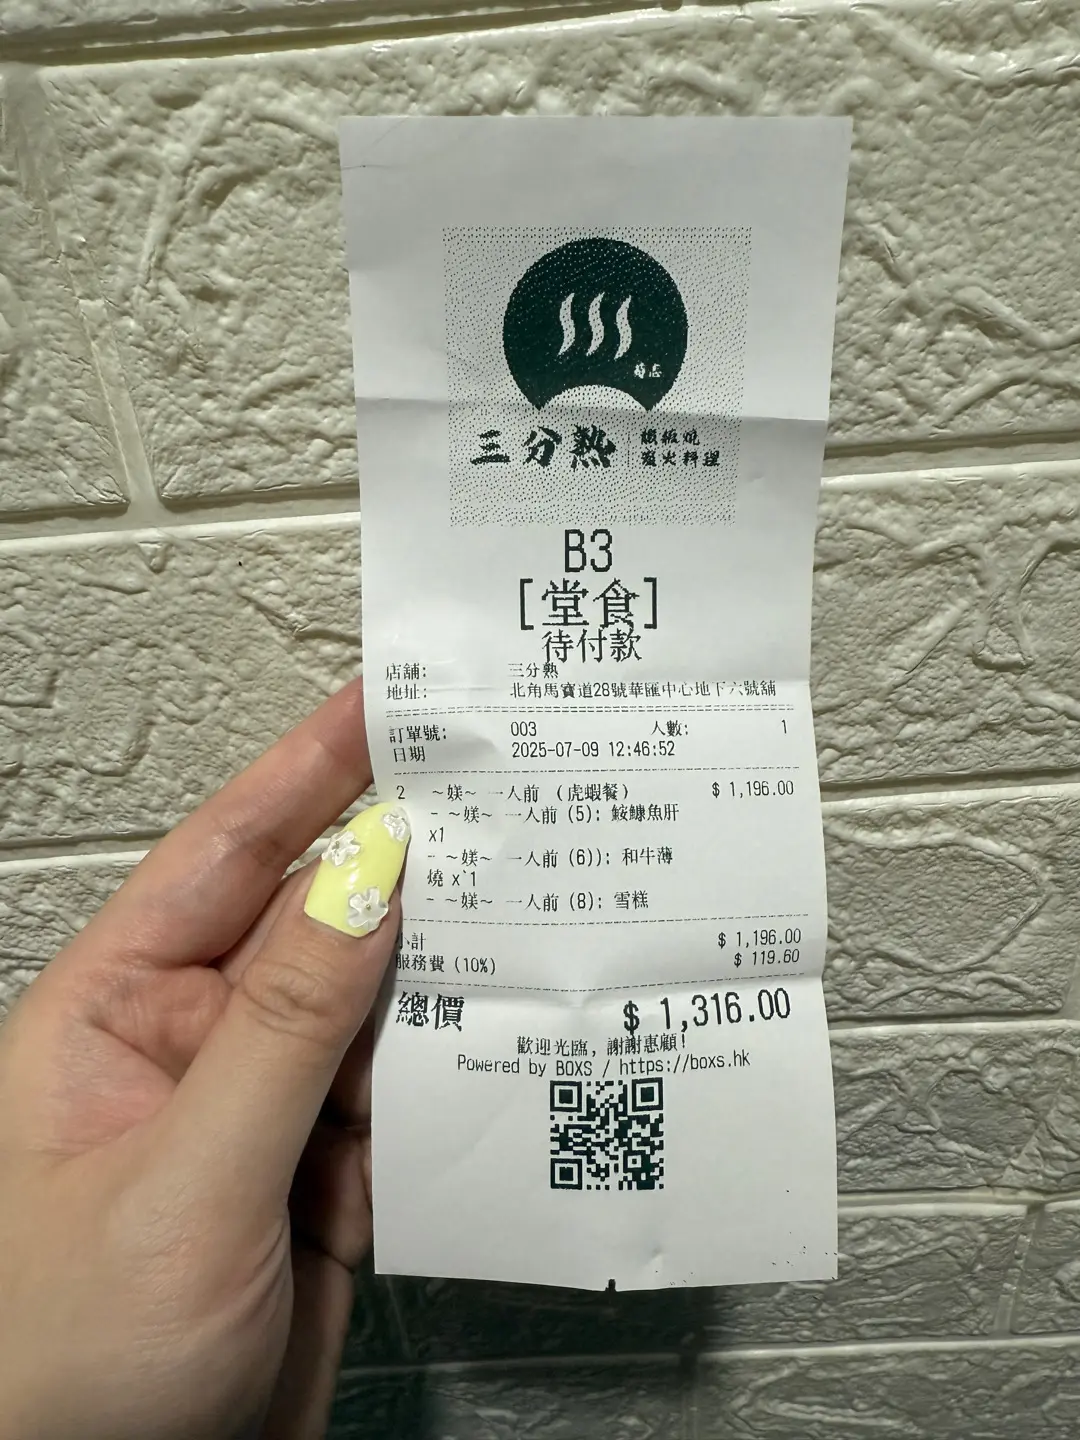 三分熟
鐵板燒
廚火料理
B3
[堂食]
待付款
店舖: 三分熟
地址: 北角馬寶道28號華匯中心地下六號舖
訂單號: 003 人數: 1
日期 2025-07-09 12:46:52
2 ～媄～ 一人前 (虎蝦餐) $ 1,196.00
- ～媄～ 一人前 (5): 鮟鱇魚肝
x1
- ～媄～ 一人前 (6)): 和牛薄
燒 x`1
- ～媄～ 一人前 (8): 雪糕
小計 $ 1,196.00
服務費 (10%) $ 119.60
總價 $ 1,316.00
歡迎光臨, 謝謝惠顧!
Powered by BOXS / https://boxs.hk